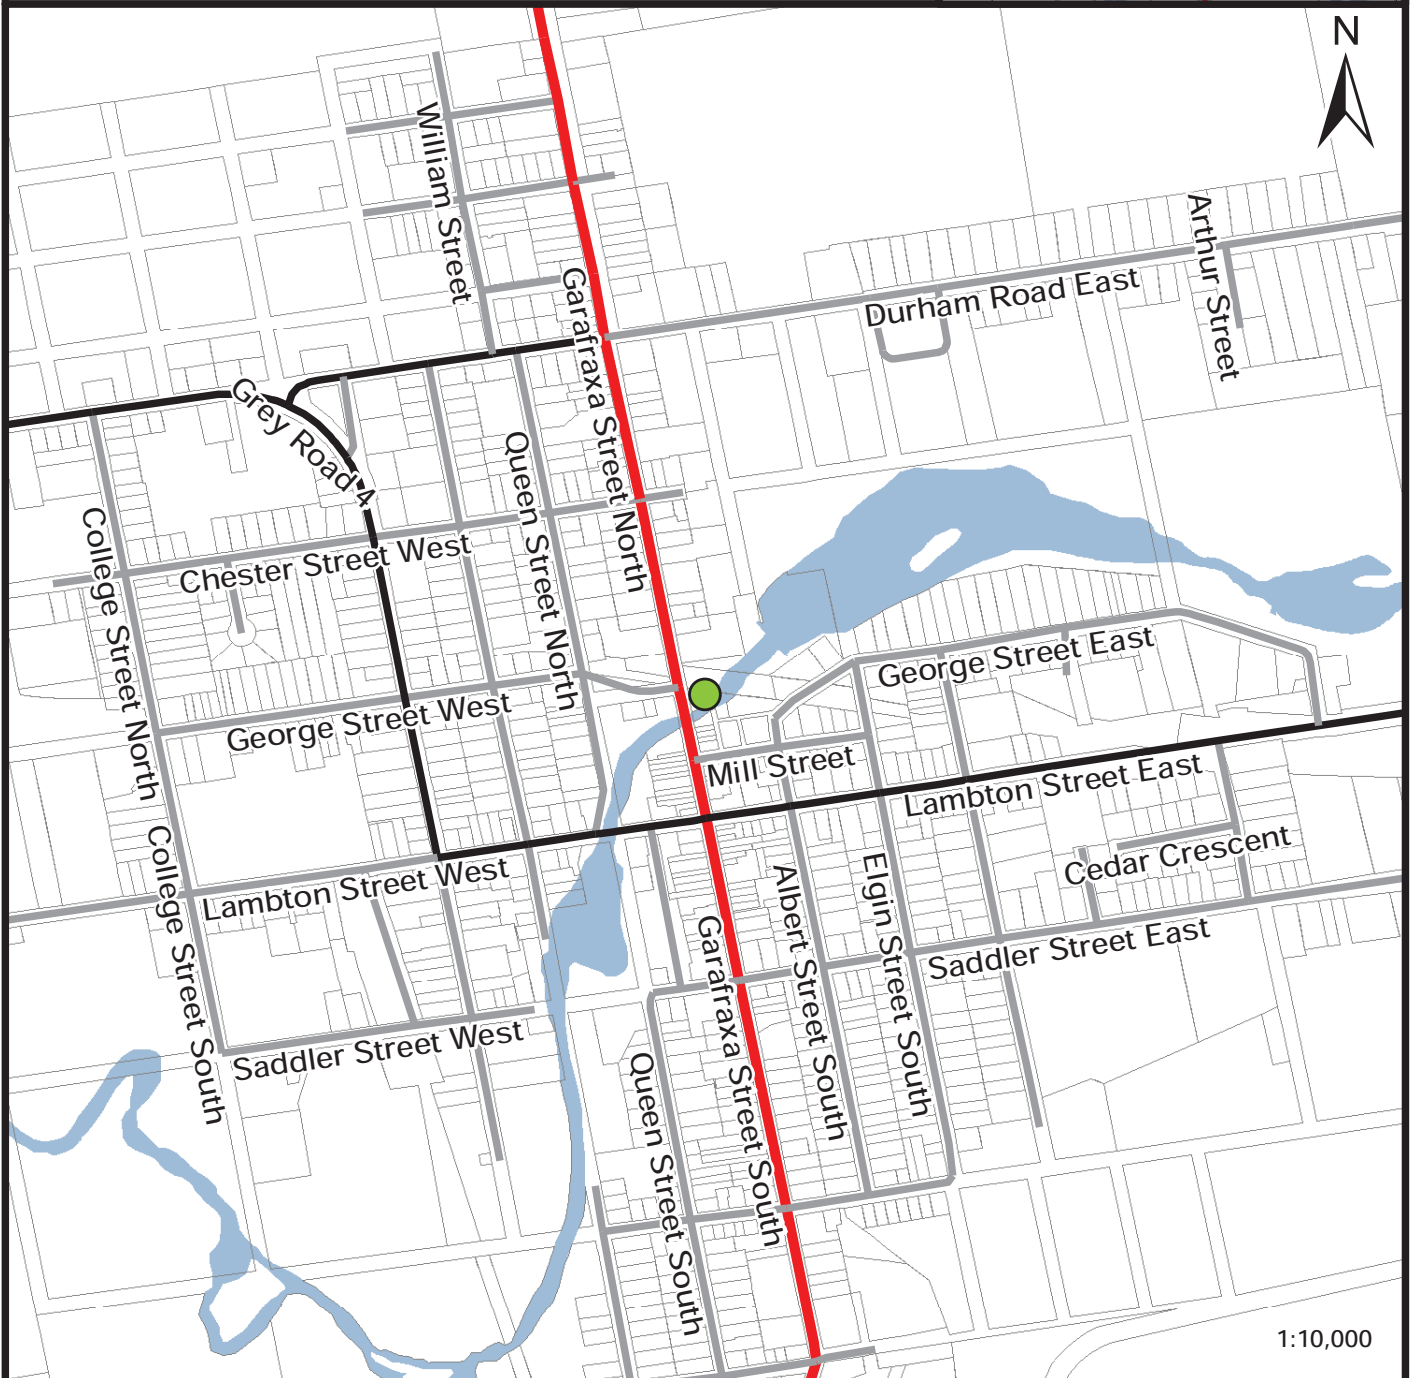 N
William Street
Arthur Street
Garafraxa Street North
Durham Road East
Grey Road 4
Queen Street North
College Street North
Chester Street West
George Street East
George Street West
Mill Street
Lambton Street East
College Street South
Cedar Crescent
Lambton Street West
Albert Street South
Elgin Street South
Garafraxa Street South
Saddler Street East
Saddler Street West
Queen Street South
1:10,000